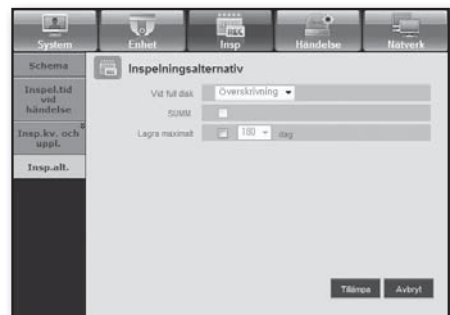 System Enhet Insp Händelse Nätverk
Schema
Inspel.tid
vid
händelse
Insp.kv. och
uppl.
Insp.alt.
REC
Inspelningsalternativ
Vid full disk Överskrivning
SUMM.
Lagra maximalt 180 dag
Tillämpa Avbryt